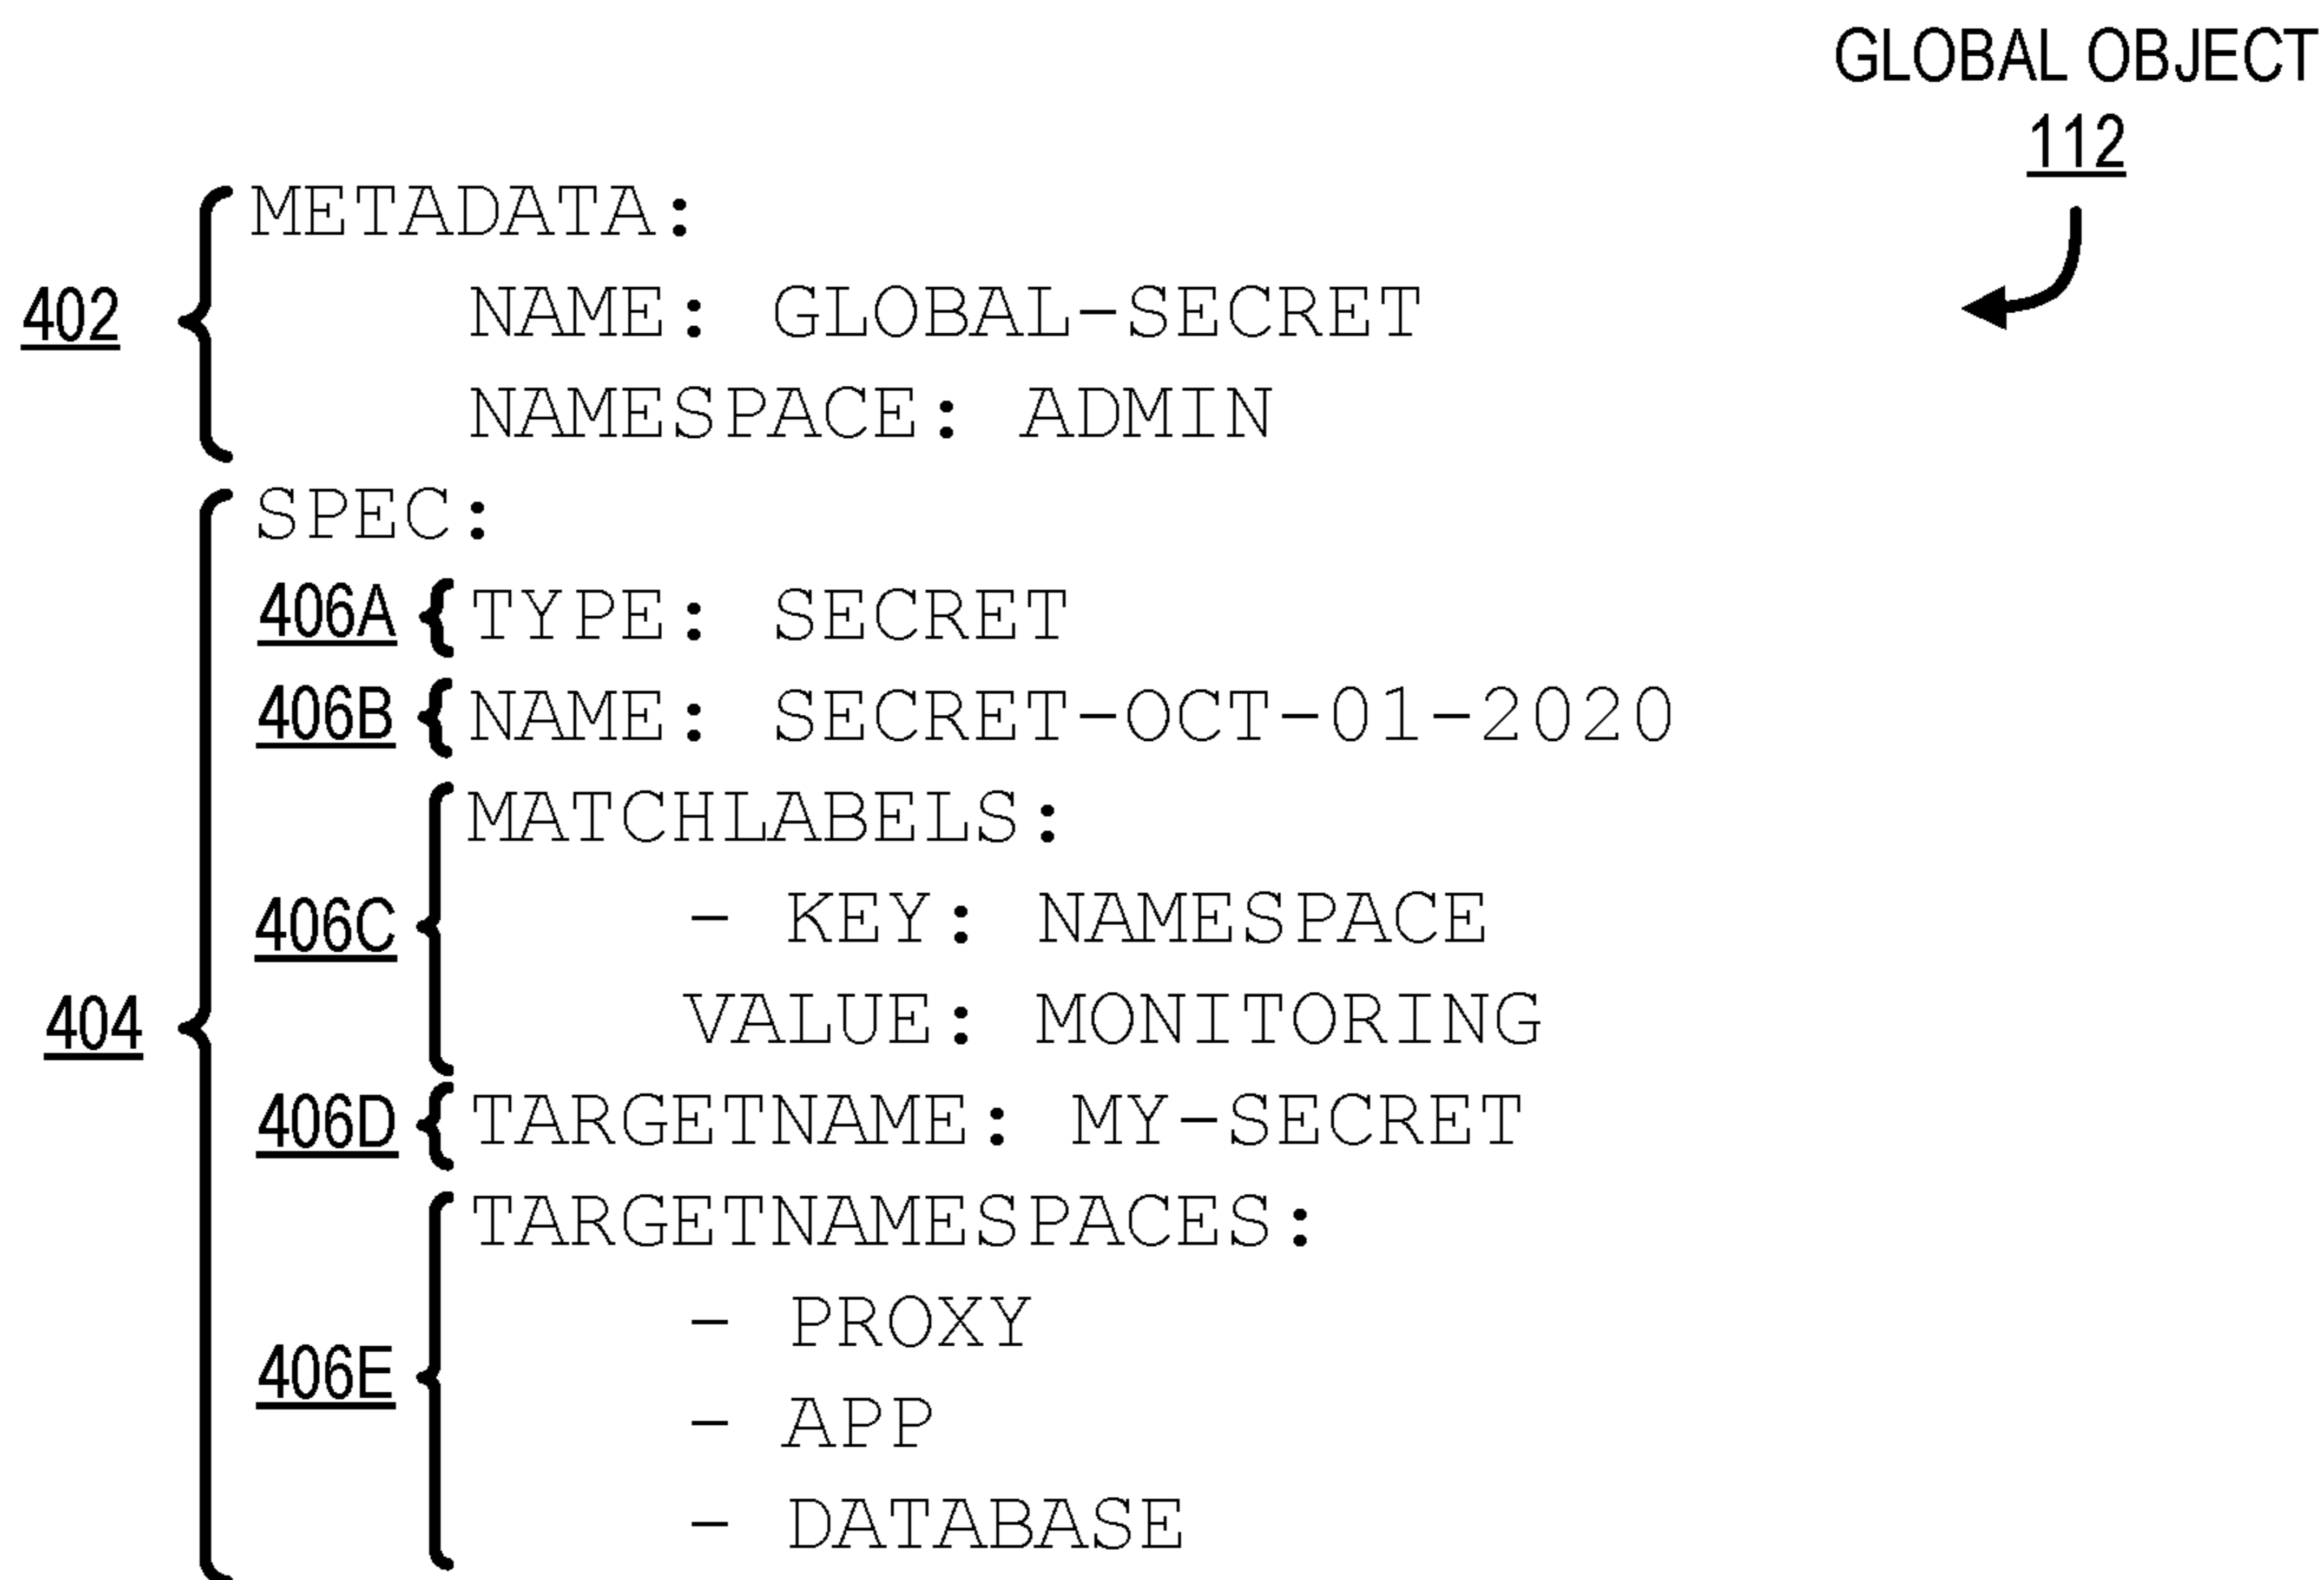 GLOBAL OBJECT
112
METADATA:
402
NAME: GLOBAL-SECRET
NAMESPACE: ADMIN
SPEC:
406A TYPE: SECRET
406B NAME: SECRET-OCT-01-2020
MATCHLABELS:
406C
- KEY: NAMESPACE
404
VALUE: MONITORING
406D TARGETNAME: MY-SECRET
TARGETNAMESPACES:
- PROXY
406E
- APP
- DATABASE